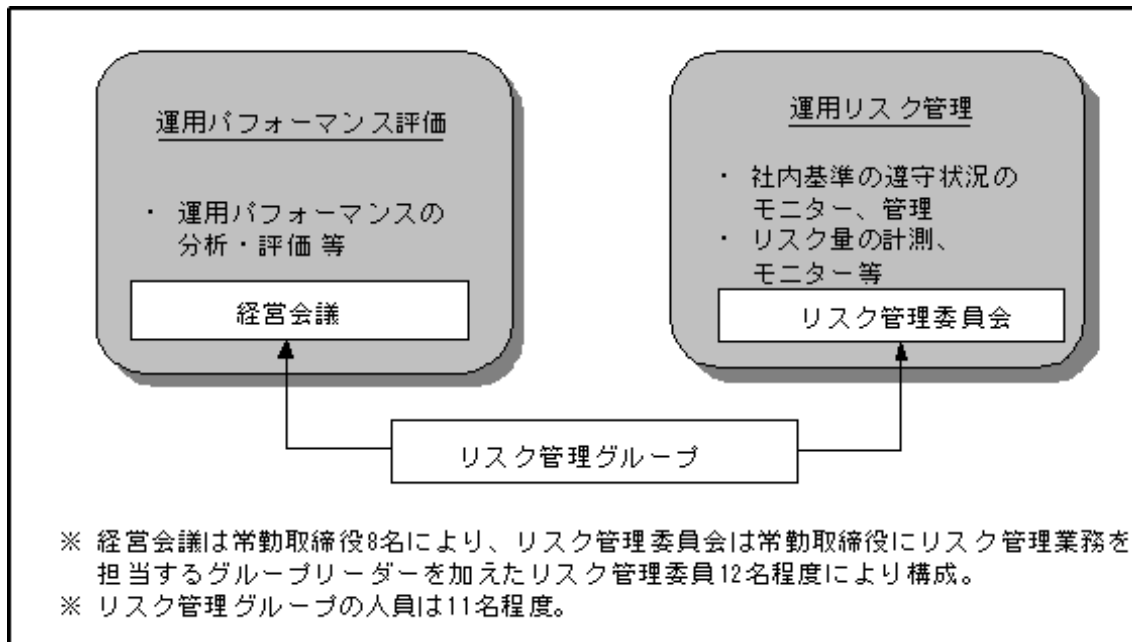 運用パフォーマンス評価
・ 運用パフォーマンスの
分析・評価 等
経営会議
運用リスク管理
・ 社内基準の遵守状況の
モニター、管理
・ リスク量の計測、
モニター等
リスク管理委員会
リスク管理グループ
※ 経営会議は常勤取締役8名により、リスク管理委員会は常勤取締役にリスク管理業務を
担当するグループリーダーを加えたリスク管理委員12名程度により構成。
※ リスク管理グループの人員は11名程度。